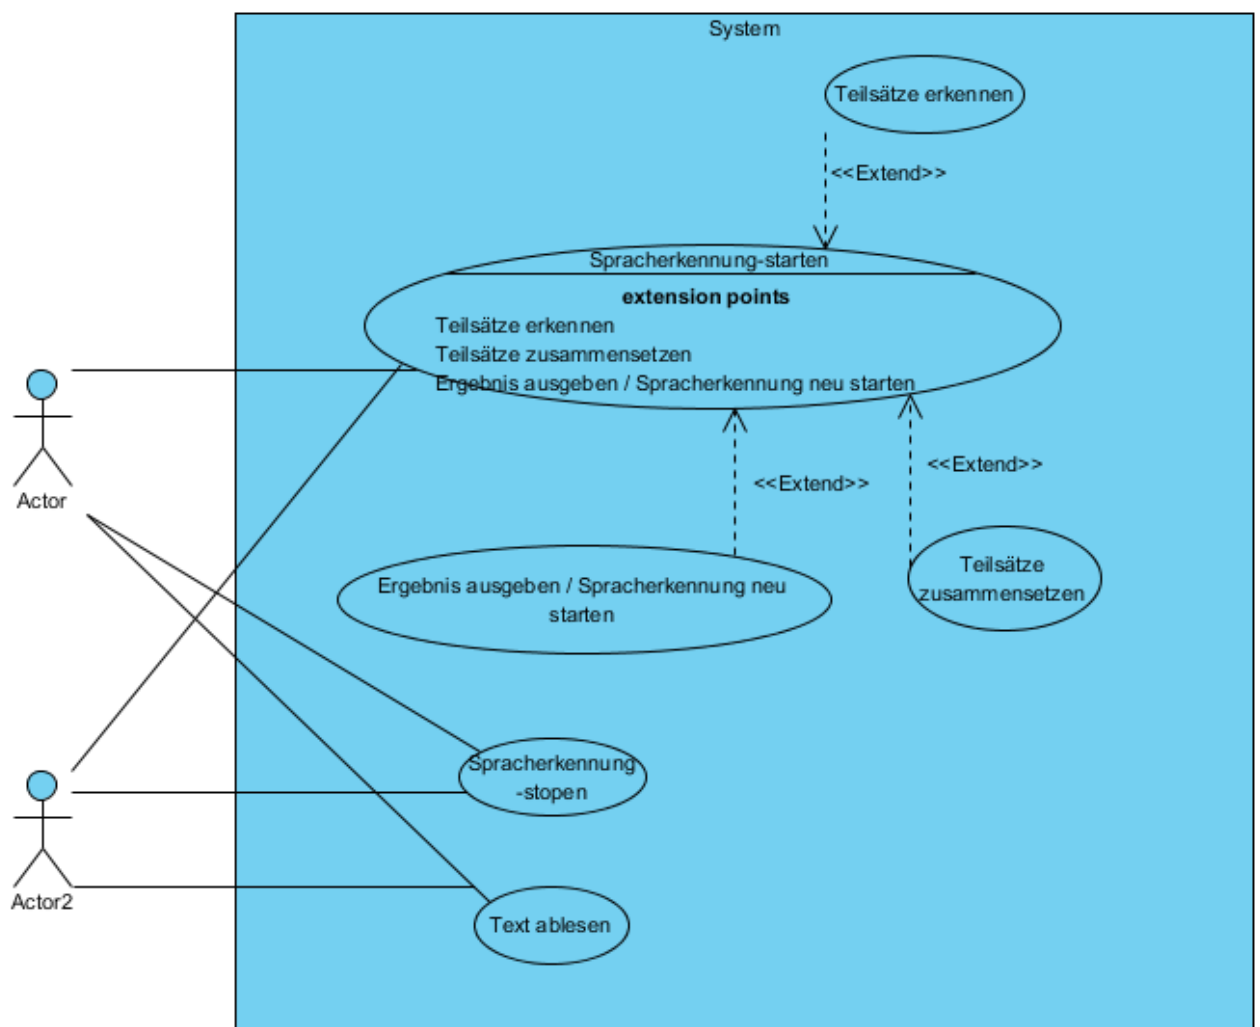 System
Teilsätze erkennen
<<Extend>>
Spracherkennung-starten
extension points
Teilsätze erkennen
Teilsätze zusammensetzen
Ergebnis ausgeben / Spracherkennung neu starten
<<Extend>>
<<Extend>>
Actor
Ergebnis ausgeben / Spracherkennung neu
starten
Teilsätze
zusammensetzen
Spracherkennung
-stopen
Actor2
Text ablesen